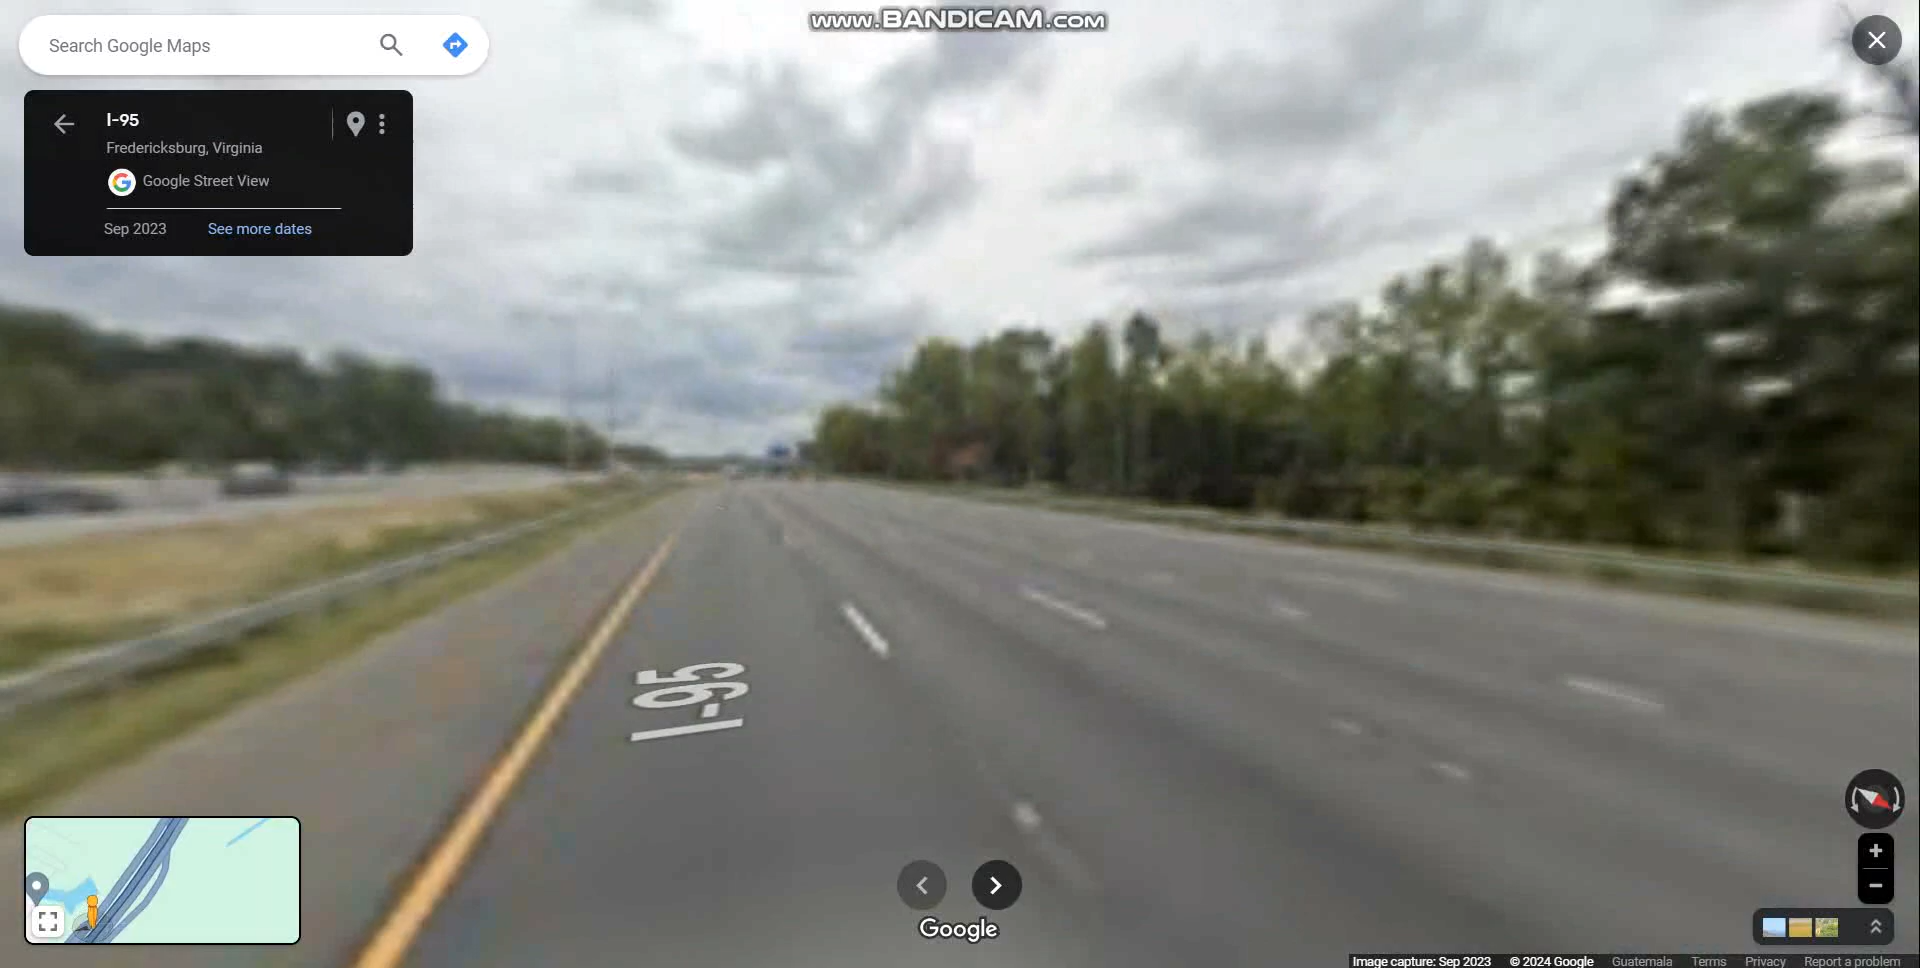 www.BANDICAM.com
Search Google Maps
I-95
Fredericksburg, Virginia
Google Street View
Sep 2023 See more dates
I-95
Google
Image capture: Sep 2023 © 2024 Google Guatemala Terms Privacy Report a problem